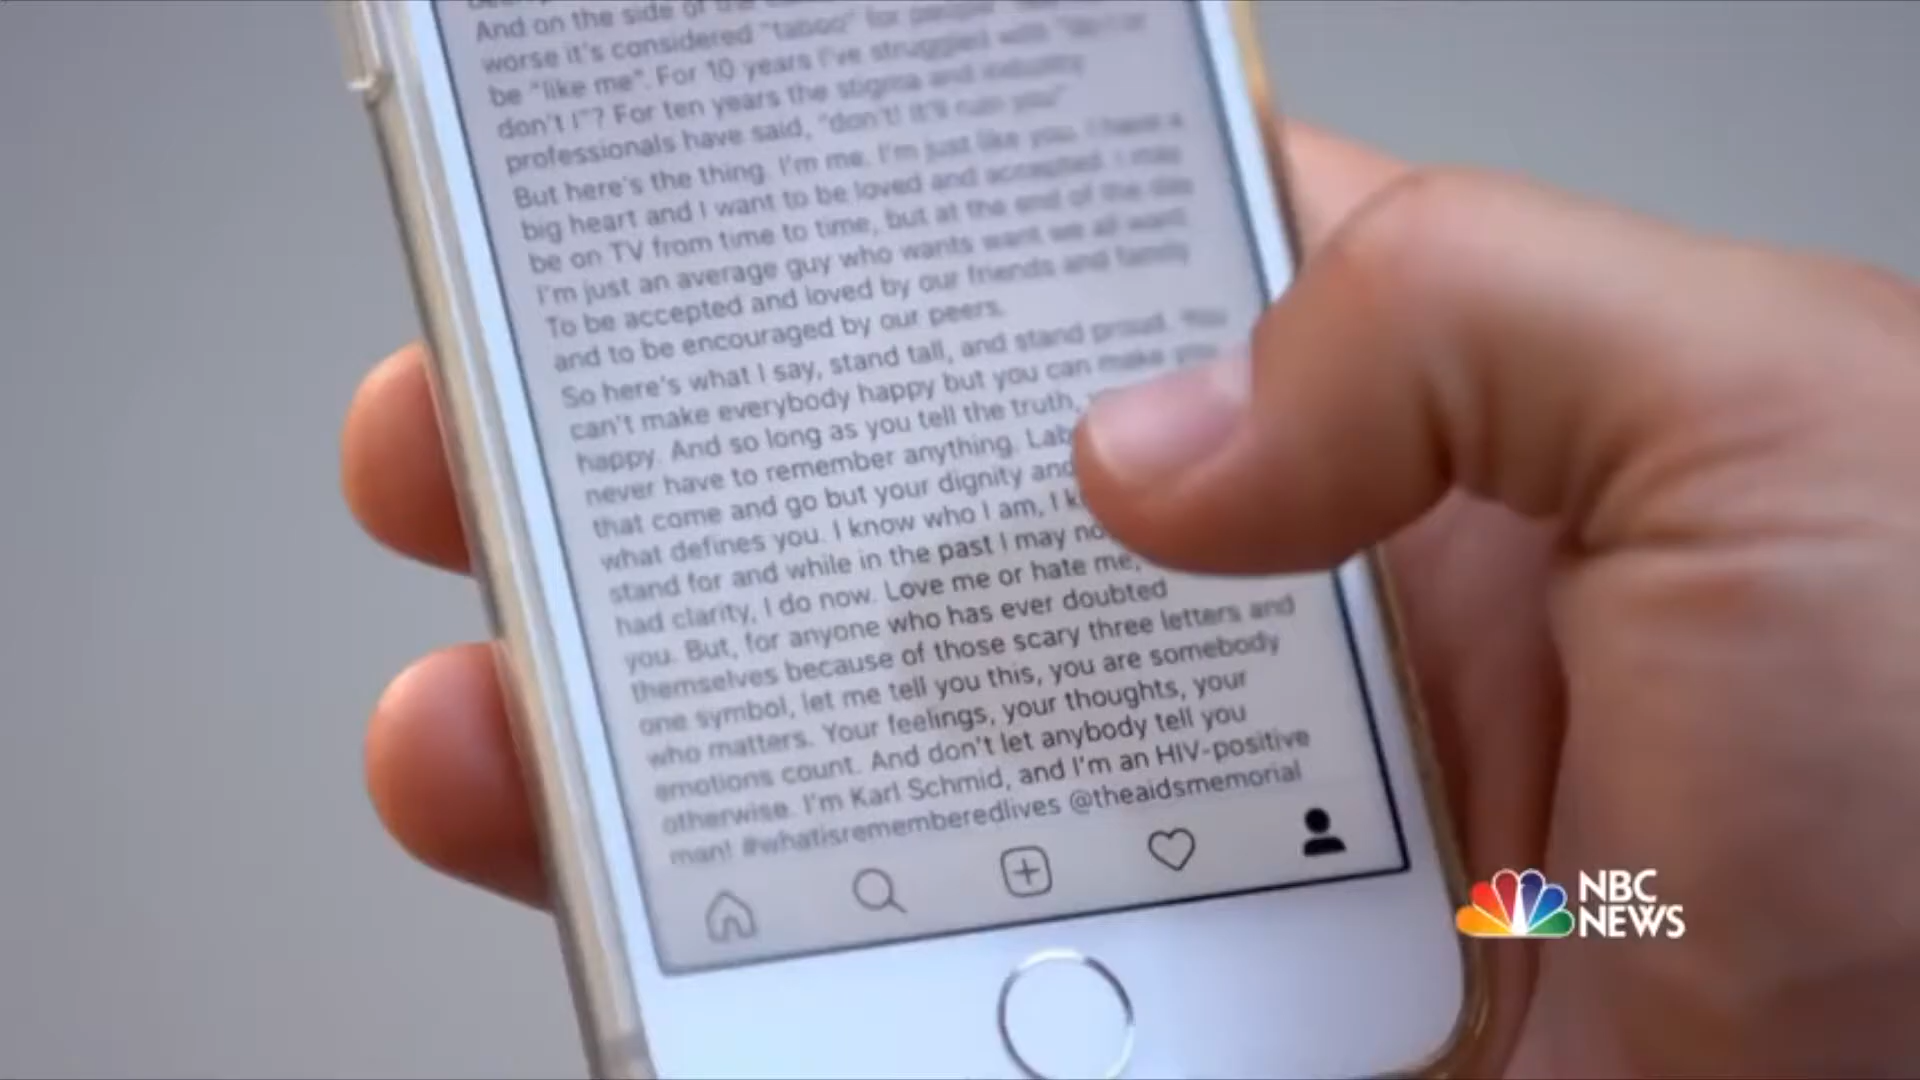 And on the side of the
worse it's considered "taboo" for people
be "like me". For 10 years I've struggled with "do I or
don't I"? For ten years the stigma and industry
professionals have said, "don't! it'll ruin you"
But here's the thing. I'm me. I'm just like you. I have a
big heart and I want to be loved and accepted. I may
be on TV from time to time, but at the end of the day
I'm just an average guy who wants want we all want.
To be accepted and loved by our friends and family
and to be encouraged by our peers.
So here's what I say, stand tall, and stand proud. You
can't make everybody happy but you can make you
happy. And so long as you tell the truth,
never have to remember anything.
that come and go but your dignity and
what defines you. I know who I am, I
stand for and while in the past I may
had clarity, I do now. Love me or hate me,
you. But, for anyone who has ever doubted
themselves because of those scary three letters and
one symbol, let me tell you this, you are somebody
who matters. Your feelings, your thoughts, your
emotions count. And don't let anybody tell you
otherwise. I'm Karl Schmid, and I'm an HIV-positive
man! #whatisrememberedlives @theaidsmemorial
NBC
NEWS